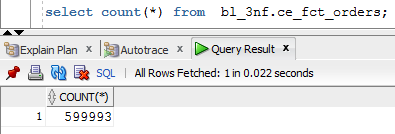 select count(*) from bl_3nf.ce_fct_orders;
Explain Plan x Autotrace x Query Result x
SQL | All Rows Fetched: 1 in 0.022 seconds
COUNT(*)
1 599993